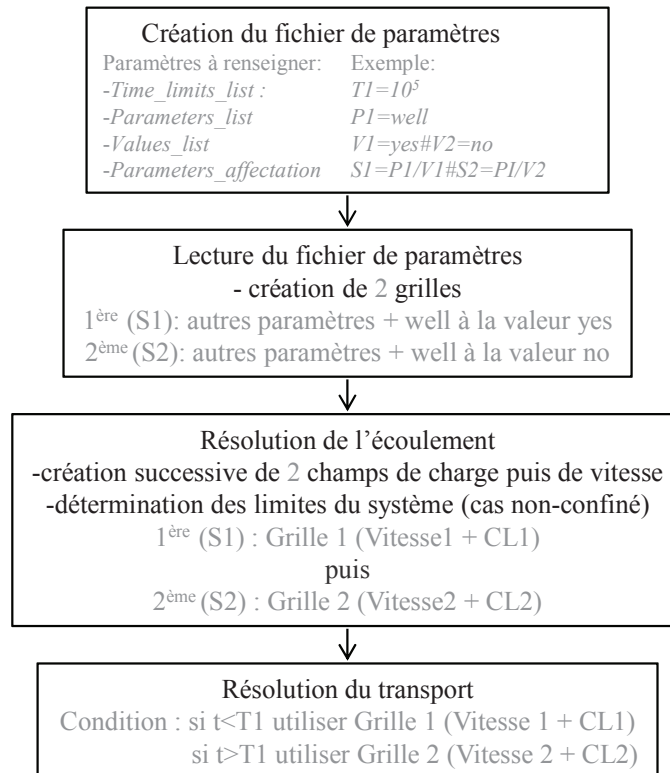 Création du fichier de paramètres
Paramètres à renseigner: Exemple:
-Time_limits_list : T1=10⁵
-Parameters_list P1=well
-Values_list V1=yes#V2=no
-Parameters_affectation S1=P1/V1#S2=PI/V2
Lecture du fichier de paramètres
- création de 2 grilles
1ère (S1): autres paramètres + well à la valeur yes
2ème (S2): autres paramètres + well à la valeur no
Résolution de l’écoulement
-création successive de 2 champs de charge puis de vitesse
-détermination des limites du système (cas non-confiné)
1ère (S1) : Grille 1 (Vitesse1 + CL1)
puis
2ème (S2) : Grille 2 (Vitesse2 + CL2)
Résolution du transport
Condition : si t<T1 utiliser Grille 1 (Vitesse 1 + CL1)
si t>T1 utiliser Grille 2 (Vitesse 2 + CL2)